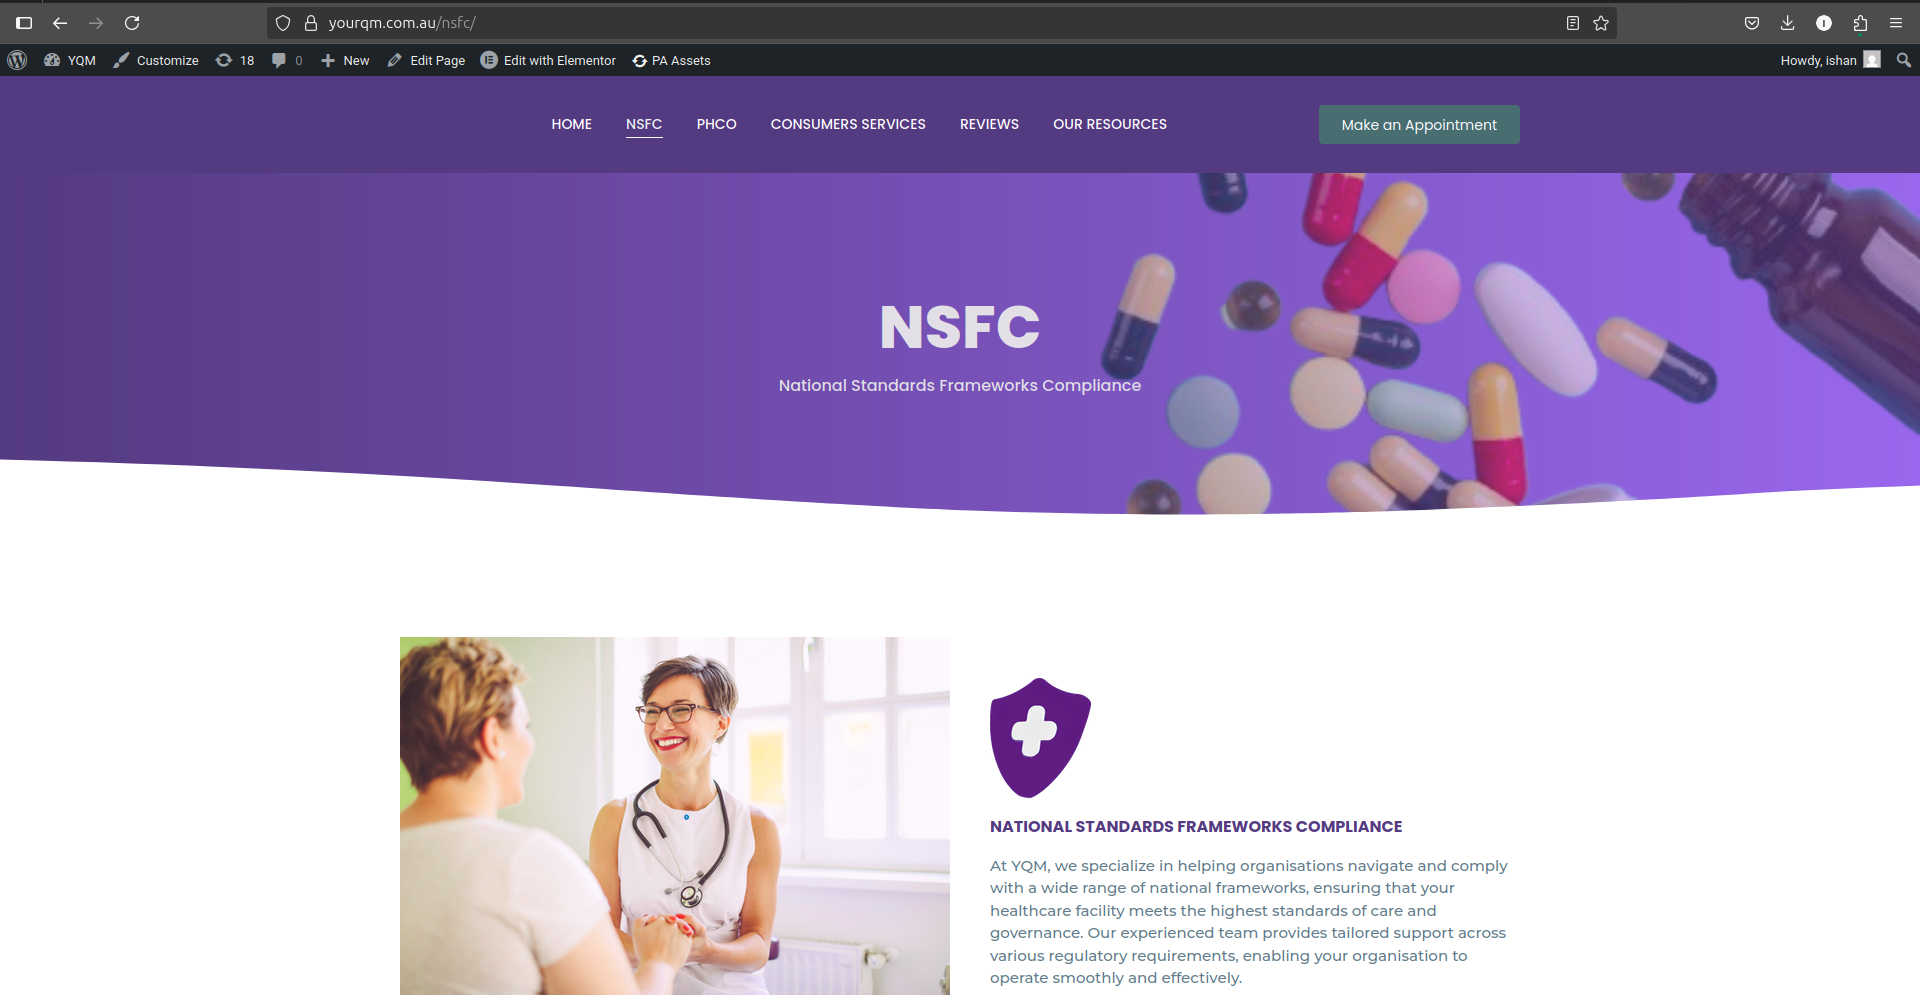 yourqm.com.au/nsfc/
YQM Customize 18 0 New Edit Page Edit with Elementor PA Assets Howdy, ishan
HOME NSFC PHCO CONSUMERS SERVICES REVIEWS OUR RESOURCES Make an Appointment
NSFC
National Standards Frameworks Compliance
NATIONAL STANDARDS FRAMEWORKS COMPLIANCE
At YQM, we specialize in helping organisations navigate and comply
with a wide range of national frameworks, ensuring that your
healthcare facility meets the highest standards of care and
governance. Our experienced team provides tailored support across
various regulatory requirements, enabling your organisation to
operate smoothly and effectively.